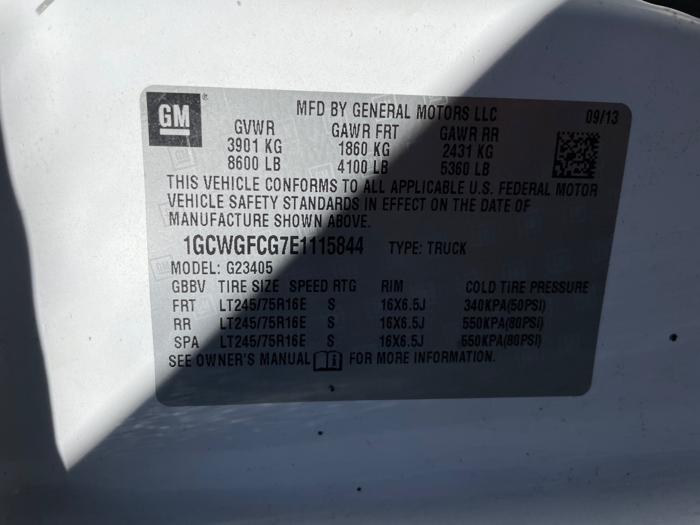 GM
MFD BY GENERAL MOTORS LLC 09/13
GVWR GAWR FRT GAWR RR
3901 KG 1860 KG 2431 KG
8600 LB 4100 LB 5360 LB
THIS VEHICLE CONFORMS TO ALL APPLICABLE U.S. FEDERAL MOTOR
VEHICLE SAFETY STANDARDS IN EFFECT ON THE DATE OF
MANUFACTURE SHOWN ABOVE.
1GCWGFCG7E1115844 TYPE: TRUCK
MODEL: G23405
GBBV TIRE SIZE SPEED RTG RIM COLD TIRE PRESSURE
FRT LT245/75R16E S 16X6.5J 340KPA(50PSI)
RR LT245/75R16E S 16X6.5J 550KPA(80PSI)
SPA LT245/75R16E S 16X6.5J 550KPA(80PSI)
SEE OWNER'S MANUAL i FOR MORE INFORMATION.